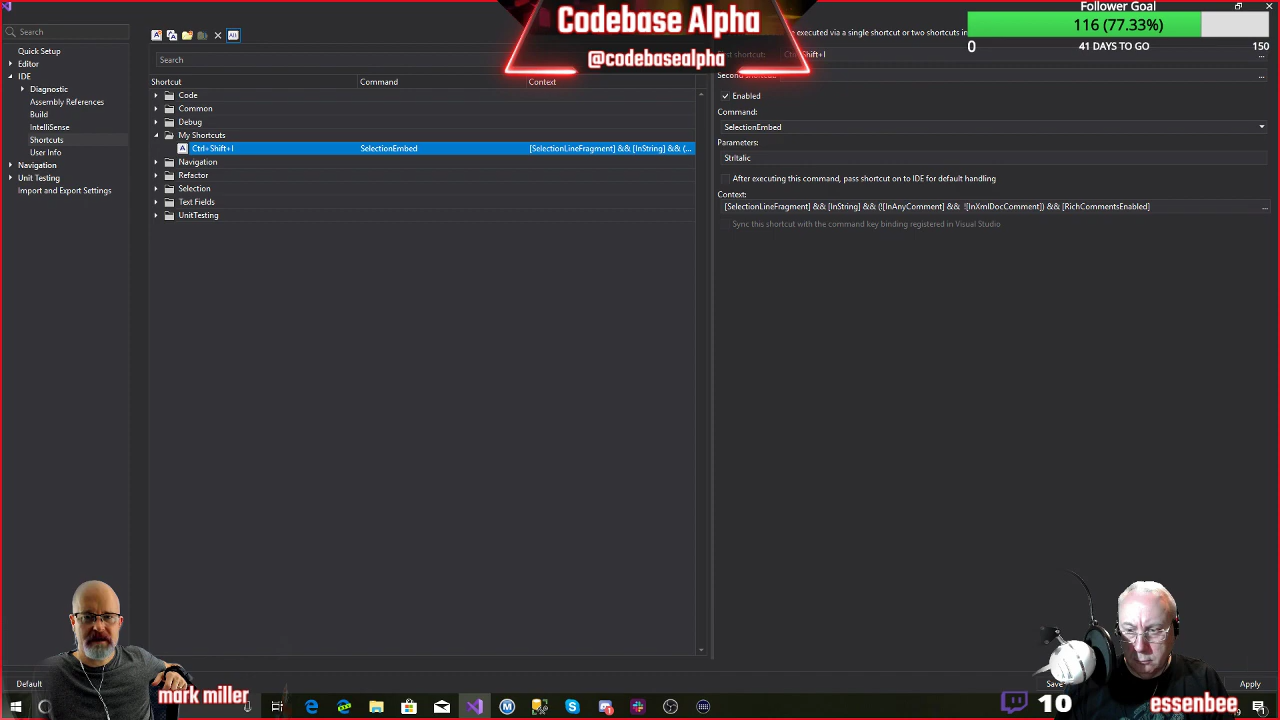 Codebase Alpha
@codebasealpha
Follower Goal
116 (77.33%)
0
41 DAYS TO GO
150
Search
Quick Setup
Editor
IDE
Diagnostic
Assembly References
Build
IntelliSense
Shortcuts
User Info
Navigation
Unit Testing
Import and Export Settings
Search
Shortcut
Command
Context
Code
Common
Debug
My Shortcuts
Ctrl+Shift+I
SelectionEmbed
[SelectionLineFragment] && [InString] && (...
Navigation
Refactor
Selection
Text Fields
UnitTesting
executed via a single shortcut or two shortcuts in
First shortcut:
Second shortcut:
...
Enabled
Command:
SelectionEmbed
Parameters:
StrItalic
After executing this command, pass shortcut on to IDE for default handling
Context:
[SelectionLineFragment] && [InString] && (![InAnyComment] && ![InXmlDocComment]) && [RichCommentsEnabled]
...
Sync this shortcut with the command key binding registered in Visual Studio
Default
Save
Apply
mark miller
10
essenbee